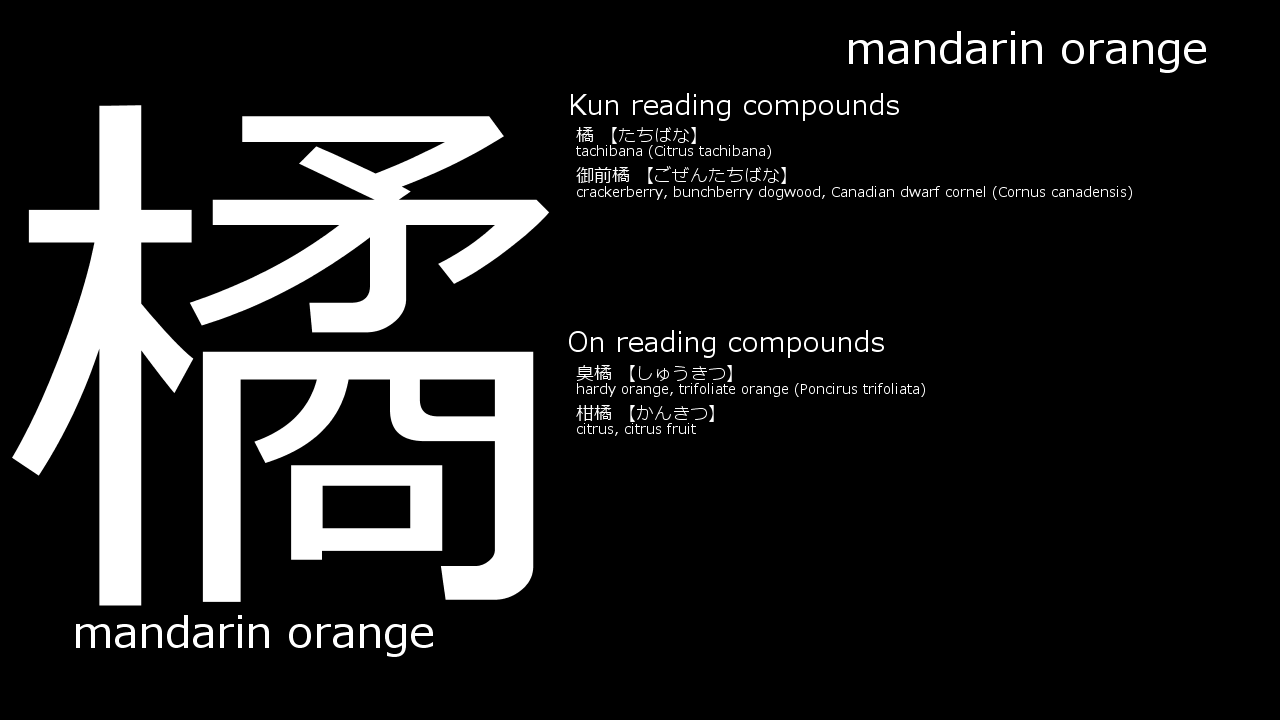 mandarin orange
橘
mandarin orange
Kun reading compounds
橘 【たちばな】
tachibana (Citrus tachibana)
御前橘 【ごぜんたちばな】
crackerberry, bunchberry dogwood, Canadian dwarf cornel (Cornus canadensis)
On reading compounds
臭橘 【しゅうきつ】
hardy orange, trifoliate orange (Poncirus trifoliata)
柑橘 【かんきつ】
citrus, citrus fruit